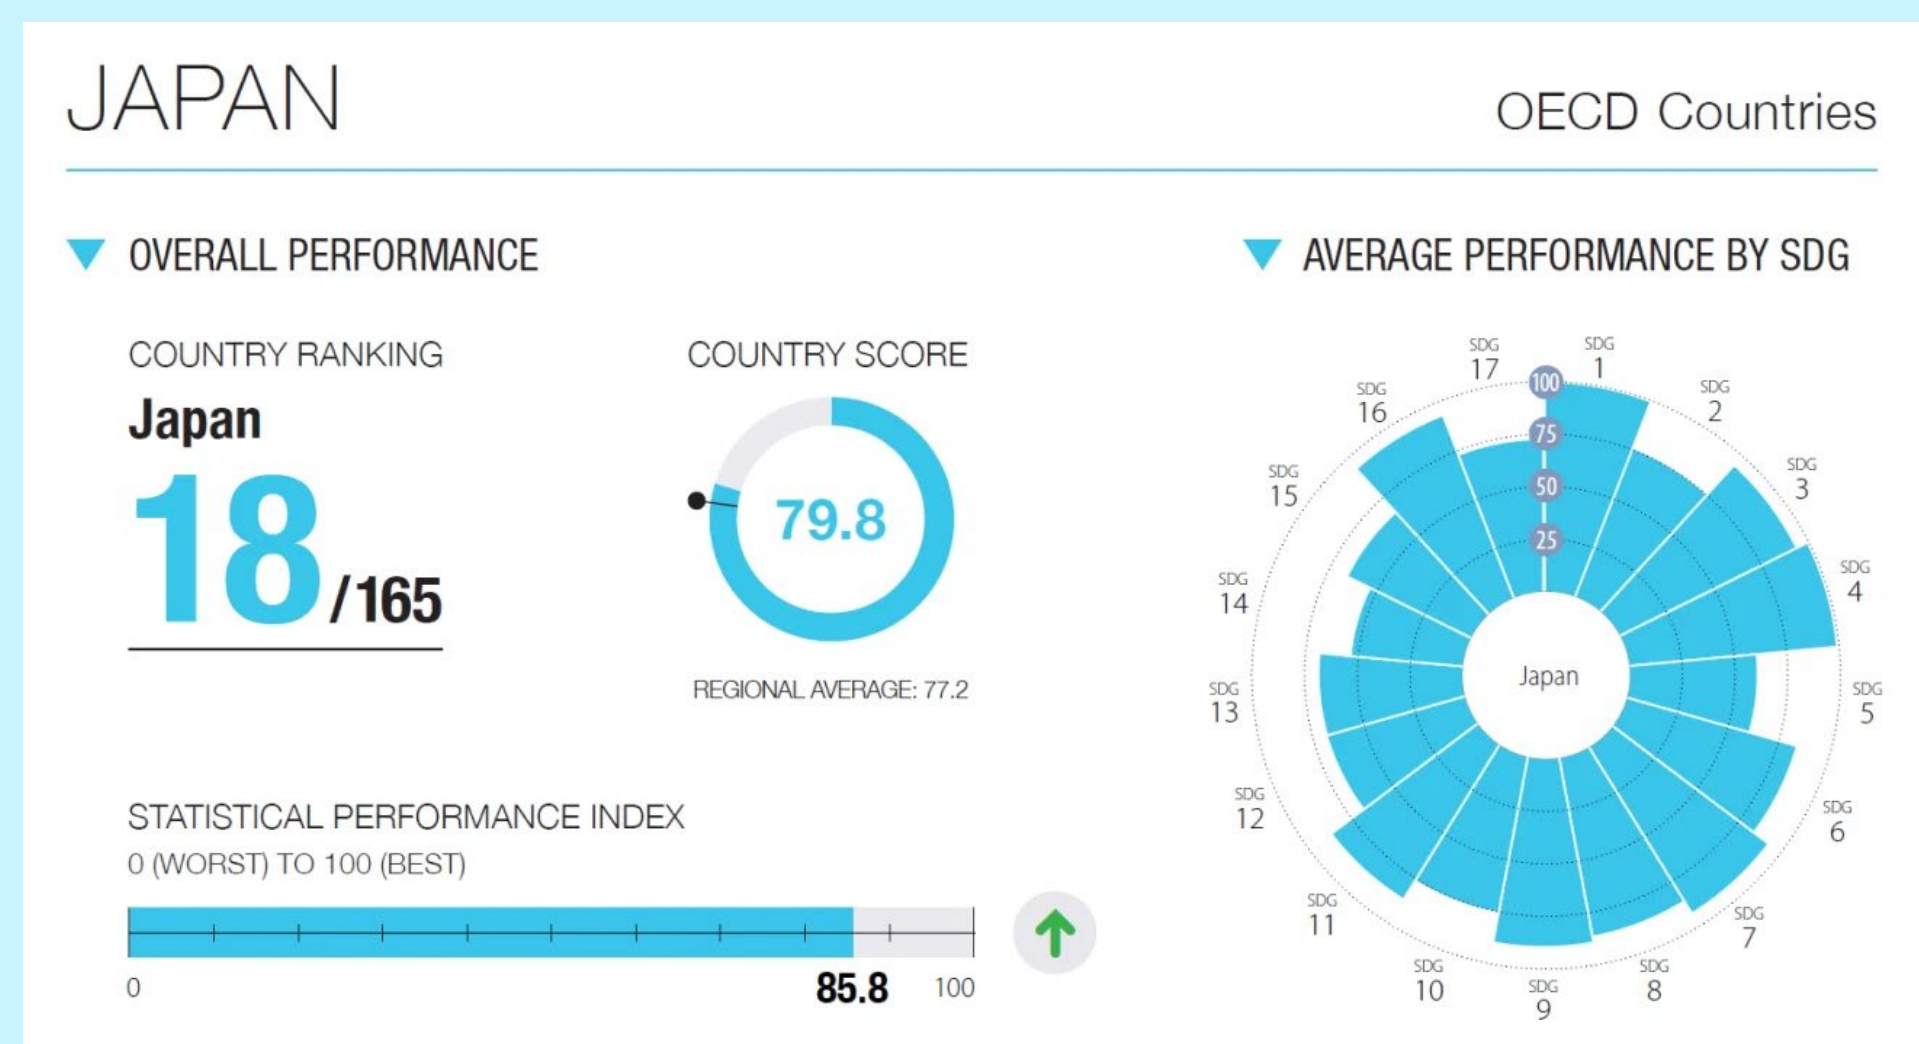 JAPAN
OECD Countries
OVERALL PERFORMANCE
COUNTRY RANKING
Japan
18/165
COUNTRY SCORE
79.8
REGIONAL AVERAGE: 77.2
STATISTICAL PERFORMANCE INDEX
0 (WORST) TO 100 (BEST)
0
85.8
100
AVERAGE PERFORMANCE BY SDG
SDG
1
SDG
2
SDG
3
SDG
4
SDG
5
SDG
6
SDG
7
SDG
8
SDG
9
SDG
10
SDG
11
SDG
12
SDG
13
SDG
14
SDG
15
SDG
16
SDG
17
100
75
50
25
Japan